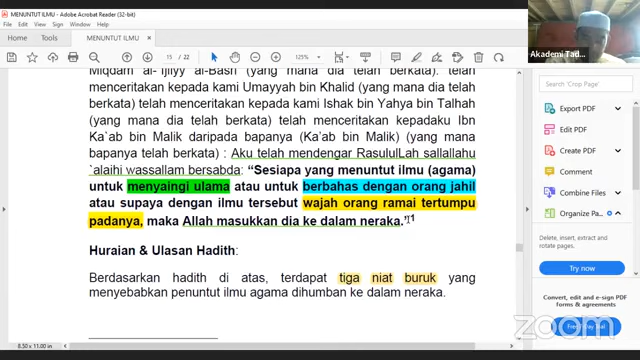 MENUNTUT ILMU (32-bit) - Adobe Acrobat Reader (32-bit)
File Edit View Sign Window Help
Home Tools MENUNTUT ILMU ×
15 / 22 215%
Miqdam al-'Ijliyy al-Basri (yang mana dia telah berkata): telah
menceritakan kepada kami Umayyah bin Khalid (yang mana dia telah
berkata) telah menceritakan kepada kami Ishak bin Yahya bin Talhah
(yang mana dia telah berkata) telah menceritakan kepadaku Ibn
Ka`ab bin Malik daripada bapanya (Ka`ab bin Malik) (yang mana
bapanya telah berkata) : Aku telah mendengar RasululLah sallallahu
`alaihi wassallam bersabda: “Sesiapa yang menuntut ilmu (agama)
untuk menyaingi ulama atau untuk berbahas dengan orang jahil
atau supaya dengan ilmu tersebut wajah orang ramai tertumpu
padanya, maka Allah masukkan dia ke dalam neraka.”1
Huraian & Ulasan Hadith:
Berdasarkan hadith di atas, terdapat tiga niat buruk yang
menyebabkan penuntut ilmu agama dihumban ke dalam neraka.
8.50 x 11.00 in
Akademi Tad...
Search 'Crop Page'
Export PDF
Edit PDF
Comment
Combine Files
Organize Pa...
Delete, insert, extract and
rotate pages.
Try now
Convert, edit and e-sign PDF
forms & agreements
Free 7-Day Trial
zoom